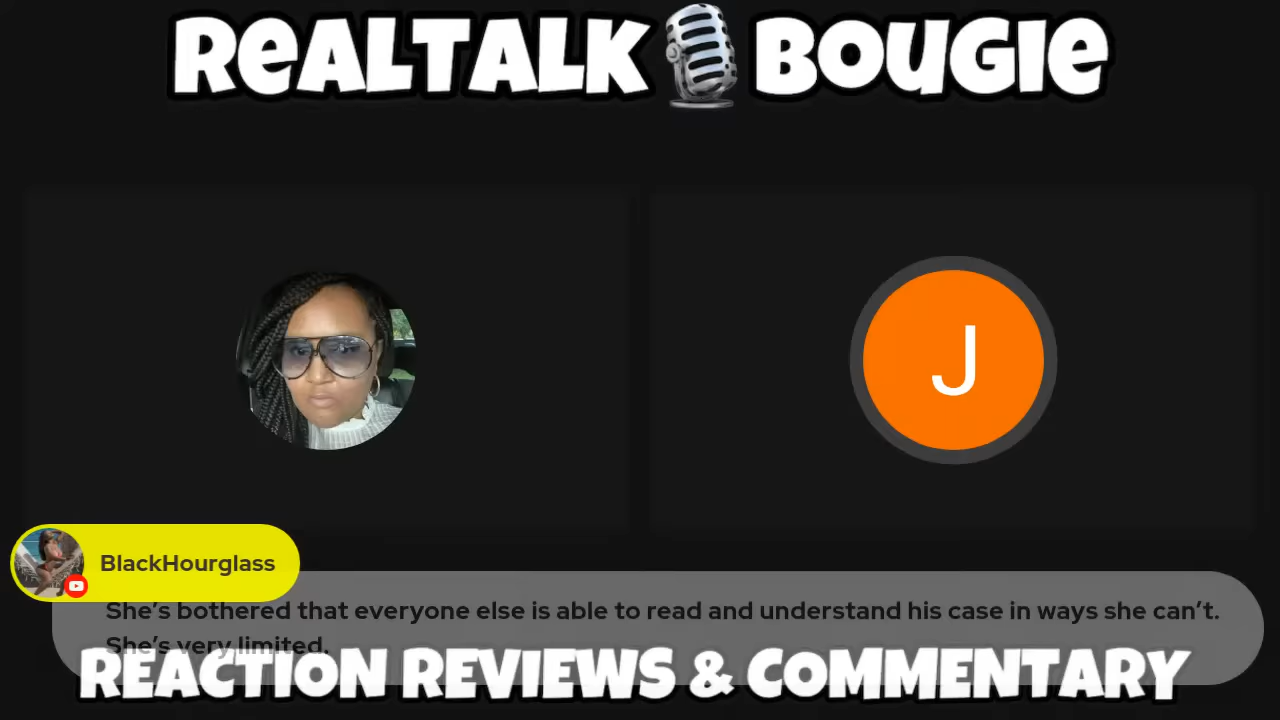 REALTALK BOUGIE
J
BlackHourglass
She's bothered that everyone else is able to read and understand his case in ways she can't.
She's very limited.
REACTION REVIEWS & COMMENTARY